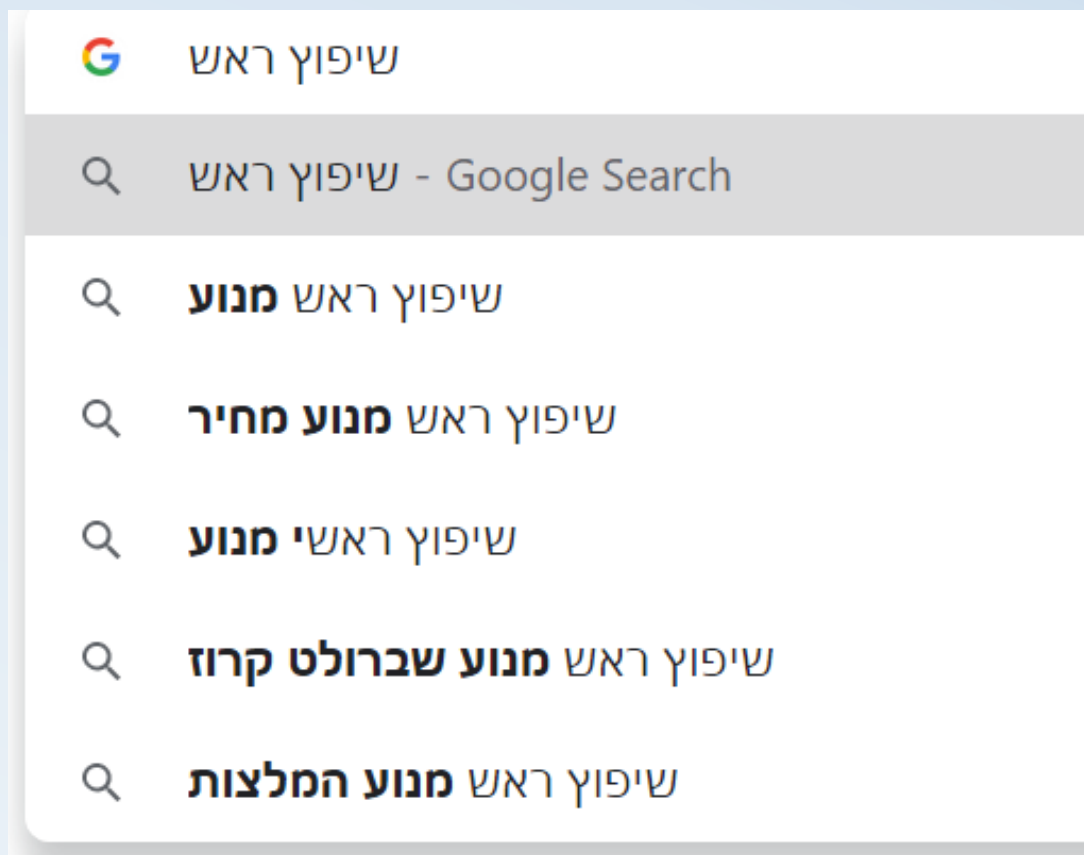 שיפוץ ראש
שיפוץ ראש - Google Search
שיפוץ ראש מנוע
שיפוץ ראש מנוע מחיר
שיפוץ ראשי מנוע
שיפוץ ראש מנוע שברולט קרוז
שיפוץ ראש מנוע המלצות